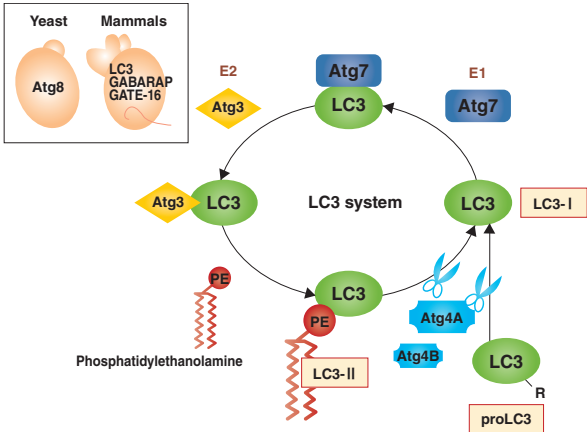 Yeast
Mammals
Atg8
LC3
GABARAP
GATE-16
E2
Atg3
Atg7
LC3
E1
Atg7
Atg3
LC3
LC3 system
LC3
LC3-I
PE
Phosphatidylethanolamine
LC3
PE
LC3-II
Atg4A
Atg4B
LC3
R
proLC3